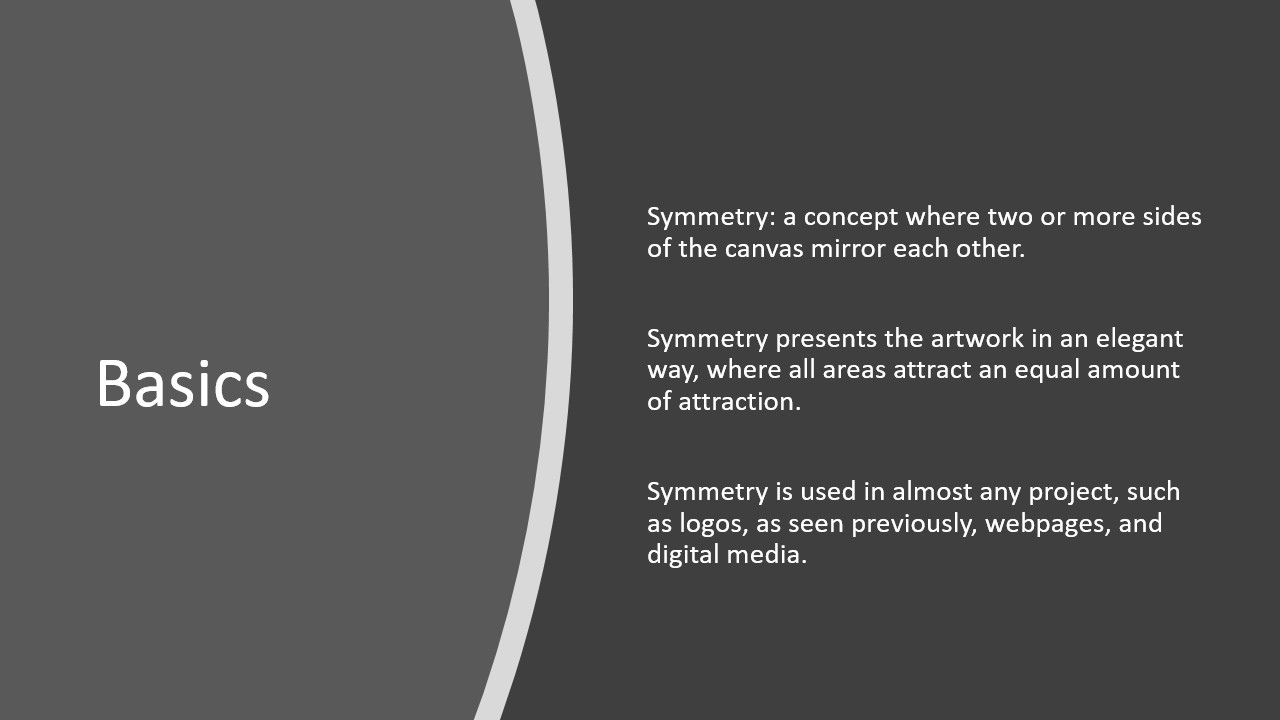 Basics
Symmetry: a concept where two or more sides
of the canvas mirror each other.
Symmetry presents the artwork in an elegant
way, where all areas attract an equal amount
of attraction.
Symmetry is used in almost any project, such
as logos, as seen previously, webpages, and
digital media.